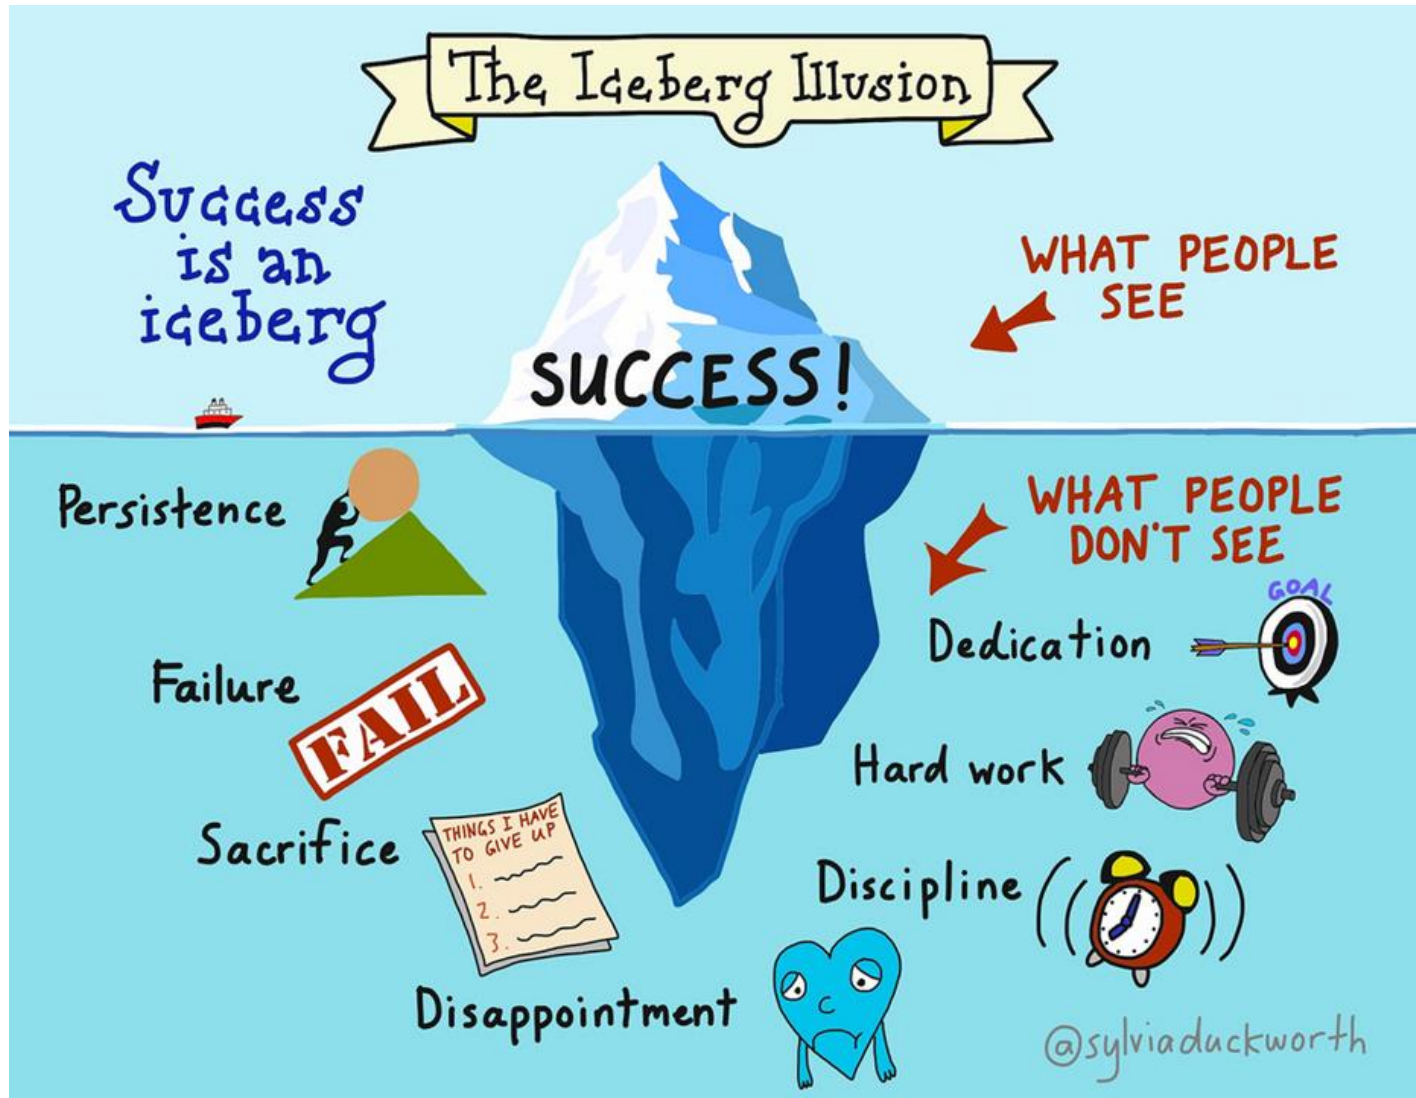 The Iceberg Illusion
Success
is an
iceberg
WHAT PEOPLE
SEE
SUCCESS!
Persistence
WHAT PEOPLE
DON'T SEE
GOAL
Dedication
Failure
FAIL
Hard work
Sacrifice
THINGS I HAVE
TO GIVE UP
1.
2.
3.
Discipline
Disappointment
@sylviaduckworth